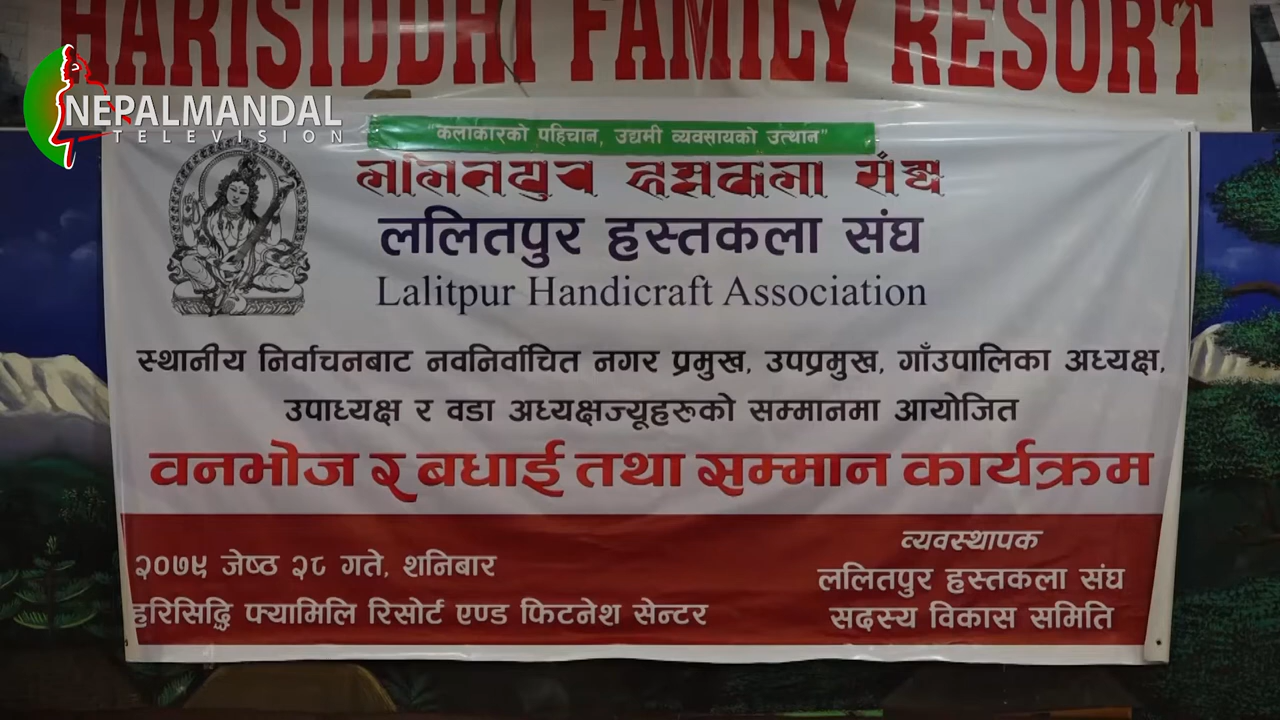 HARISIDDHI FAMILY RESORT
NEPALMANDAL
TELEVISION
"कलाकारको पहिचान, उद्यमी व्यवसायको उत्थान"
ललितपुर हस्तकला संघ
Lalitpur Handicraft Association
स्थानीय निर्वाचनबाट नवनिर्वाचित नगर प्रमुख, उपप्रमुख, गाँउपालिका अध्यक्ष,
उपाध्यक्ष र वडा अध्यक्षज्यूहरुको सम्मानमा आयोजित
वनभोज र बधाई तथा सम्मान कार्यक्रम
२०७९ जेष्ठ २८ गते, शनिबार
हरिसिद्धि फ्यामिलि रिसोर्ट एण्ड फिटनेश सेन्टर
व्यवस्थापक
ललितपुर हस्तकला संघ
सदस्य विकास समिति